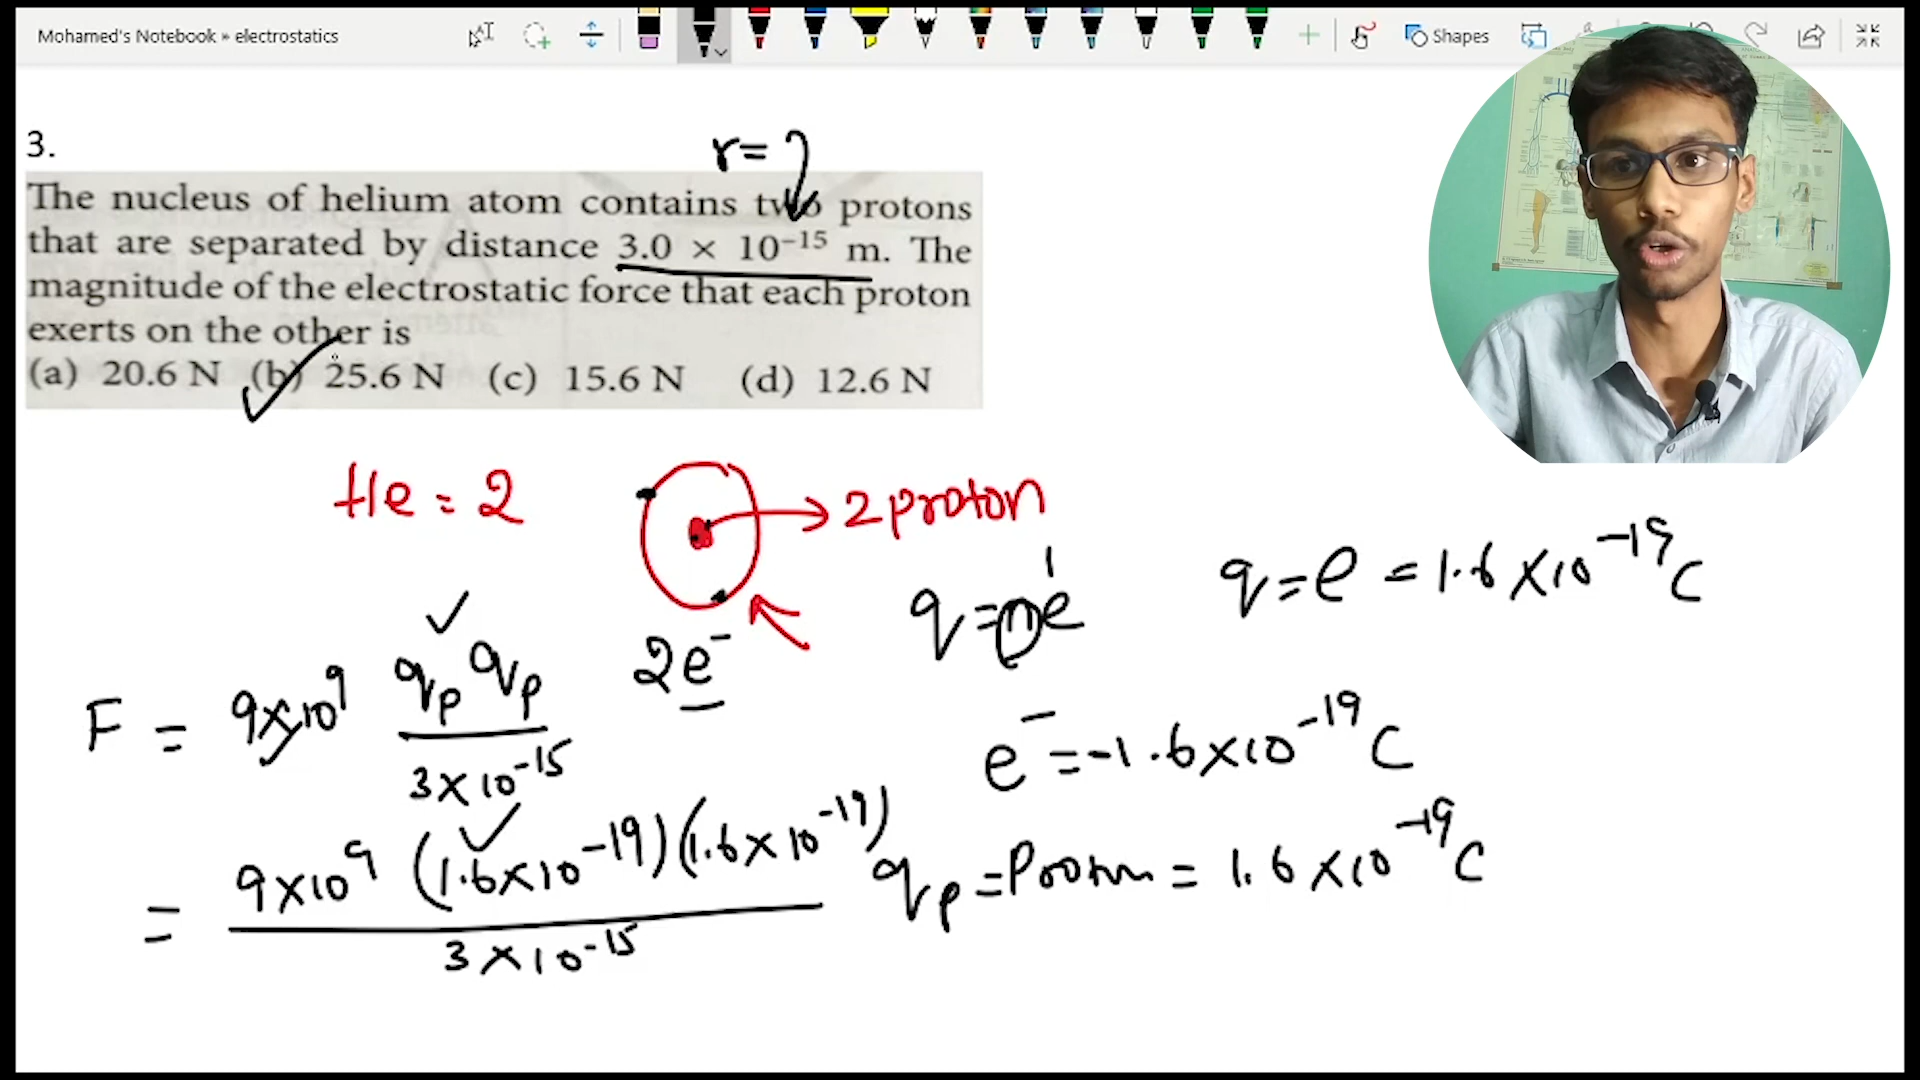 Mohamed's Notebook » electrostatics
Shapes
3.
r=
The nucleus of helium atom contains two protons
that are separated by distance 3.0 × 10⁻¹⁵ m. The
magnitude of the electrostatic force that each proton
exerts on the other is
(a) 20.6 N (b) 25.6 N (c) 15.6 N (d) 12.6 N
He = 2
→ 2 proton
2e⁻
q = ne
1
q = e = 1.6 × 10⁻¹⁹ C
F = 9×10⁹ qₚ qₚ
3×10⁻¹⁵
e⁻ = -1.6×10⁻¹⁹ C
= 9×10⁹ (1.6×10⁻¹⁹)(1.6×10⁻¹⁹)
3×10⁻¹⁵
qₚ = Proton = 1.6×10⁻¹⁹ C